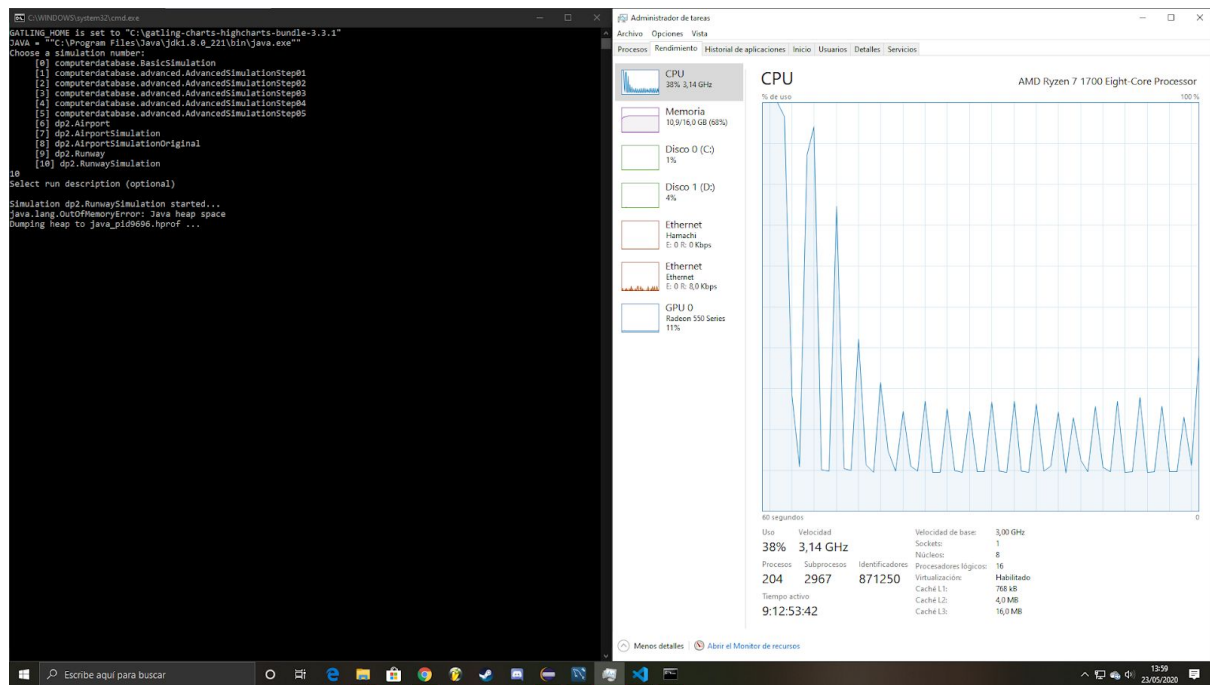 C:\WINDOWS\system32\cmd.exe
GATLING_HOME is set to "C:\gatling-charts-highcharts-bundle-3.3.1"
JAVA = ""C:\Program Files\Java\jdk1.8.0_221\bin\java.exe""
Choose a simulation number:
[0] computerdatabase.BasicSimulation
[1] computerdatabase.advanced.AdvancedSimulationStep01
[2] computerdatabase.advanced.AdvancedSimulationStep02
[3] computerdatabase.advanced.AdvancedSimulationStep03
[4] computerdatabase.advanced.AdvancedSimulationStep04
[5] computerdatabase.advanced.AdvancedSimulationStep05
[6] dp2.Airport
[7] dp2.AirportSimulation
[8] dp2.AirportSimulationOriginal
[9] dp2.Runway
[10] dp2.RunwaySimulation
10
Select run description (optional)
Simulation dp2.RunwaySimulation started...
java.lang.OutOfMemoryError: Java heap space
Dumping heap to java_pid9696.hprof ...
Administrador de tareas
Archivo Opciones Vista
Procesos Rendimiento Historial de aplicaciones Inicio Usuarios Detalles Servicios
CPU
38% 3,14 GHz
Memoria
10,9/16,0 GB (68%)
Disco 0 (C:)
1%
Disco 1 (D:)
4%
Ethernet
Hamachi
E: 0 R: 0 Kbps
Ethernet
Ethernet
E: 0 R: 8,0 Kbps
GPU 0
Radeon 550 Series
11%
CPU AMD Ryzen 7 1700 Eight-Core Processor
% de uso 100 %
60 segundos 0
Uso Velocidad
38% 3,14 GHz
Procesos Subprocesos Identificadores
204 2967 871250
Tiempo activo
9:12:53:42
Velocidad de base: 3,00 GHz
Sockets: 1
Núcleos: 8
Procesadores lógicos: 16
Virtualización: Habilitado
Caché L1: 768 kB
Caché L2: 4,0 MB
Caché L3: 16,0 MB
Menos detalles Abrir el Monitor de recursos
Escribe aquí para buscar
13:59
23/05/2020